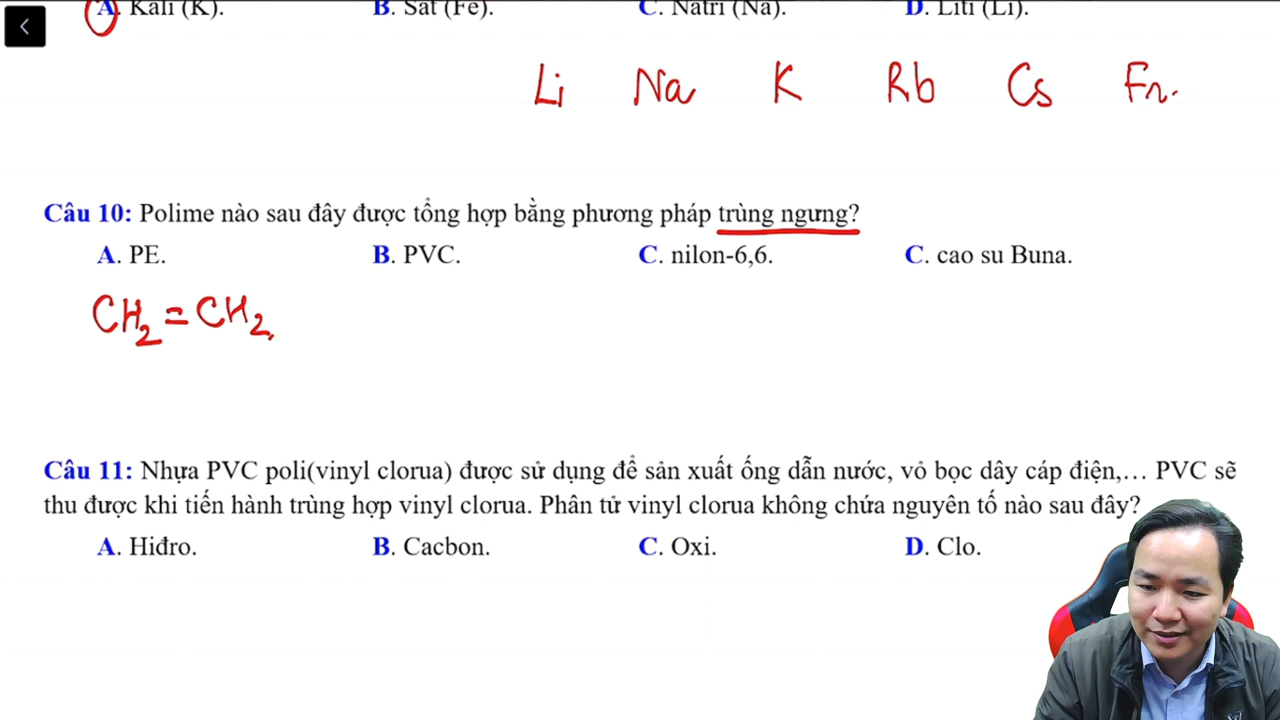 A. Kali (K). B. Sắt (Fe). C. Natri (Na). D. Liti (Li).
Li Na K Rb Cs Fr.
Câu 10: Polime nào sau đây được tổng hợp bằng phương pháp trùng ngưng?
A. PE. B. PVC. C. nilon-6,6. C. cao su Buna.
CH2 = CH2
Câu 11: Nhựa PVC poli(vinyl clorua) được sử dụng để sản xuất ống dẫn nước, vỏ bọc dây cáp điện,… PVC sẽ
thu được khi tiến hành trùng hợp vinyl clorua. Phân tử vinyl clorua không chứa nguyên tố nào sau đây?
A. Hiđro. B. Cacbon. C. Oxi. D. Clo.